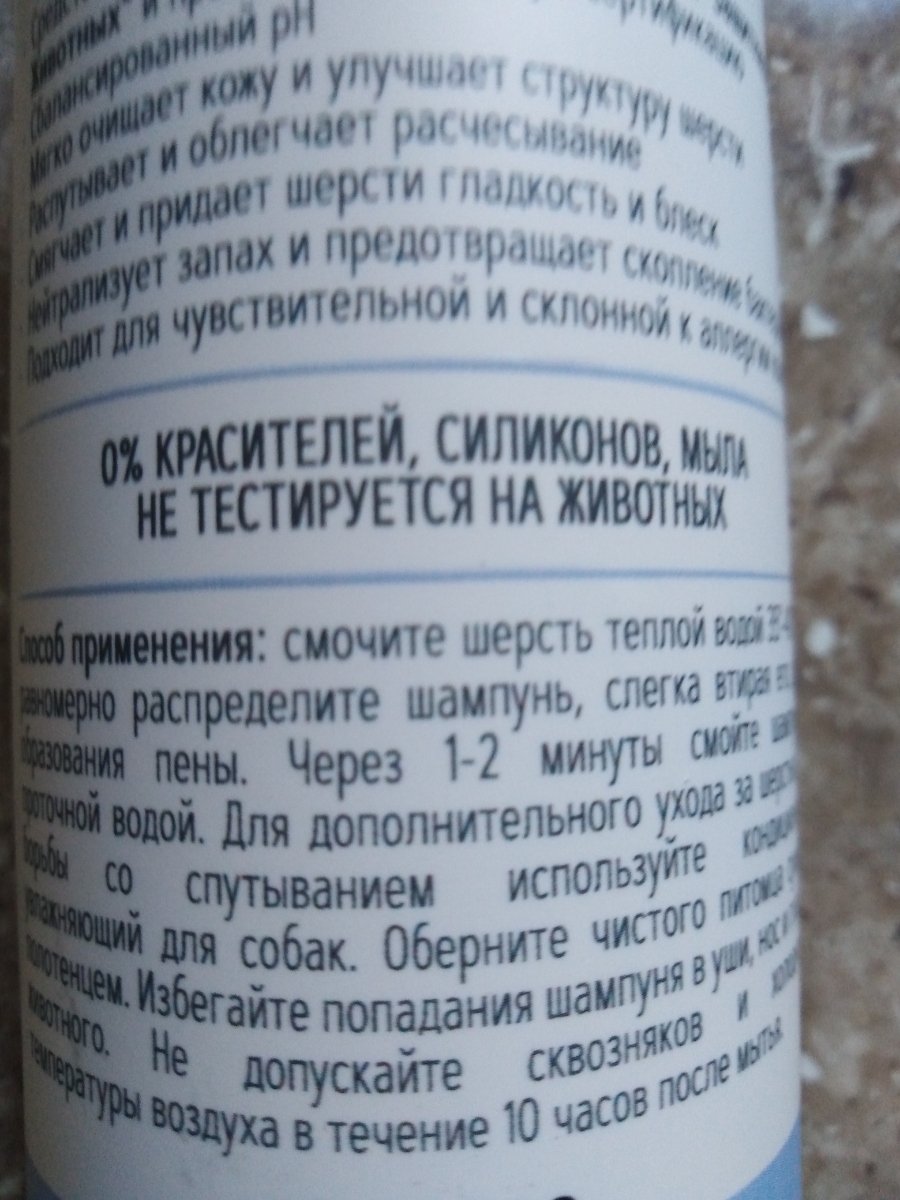 животных" и
сбалансированный pH
Мягко очищает кожу и улучшает структуру шерсти
Распутывает и облегчает расчесывание
Смягчает и придает шерсти гладкость и блеск
Нейтрализует запах и предотвращает скопление
Подходит для чувствительной и склонной к аллергии
0% КРАСИТЕЛЕЙ, СИЛИКОНОВ, МЫЛА
НЕ ТЕСТИРУЕТСЯ НА ЖИВОТНЫХ
Способ применения: смочите шерсть теплой водой
равномерно распределите шампунь, слегка втирая
образования пены. Через 1-2 минуты смойте
проточной водой. Для дополнительного ухода за
борьбы со спутыванием используйте
увлажняющий для собак. Оберните чистого питомца
полотенцем. Избегайте попадания шампуня в уши, нос и
животного. Не допускайте сквозняков и
температуры воздуха в течение 10 часов после мытья.